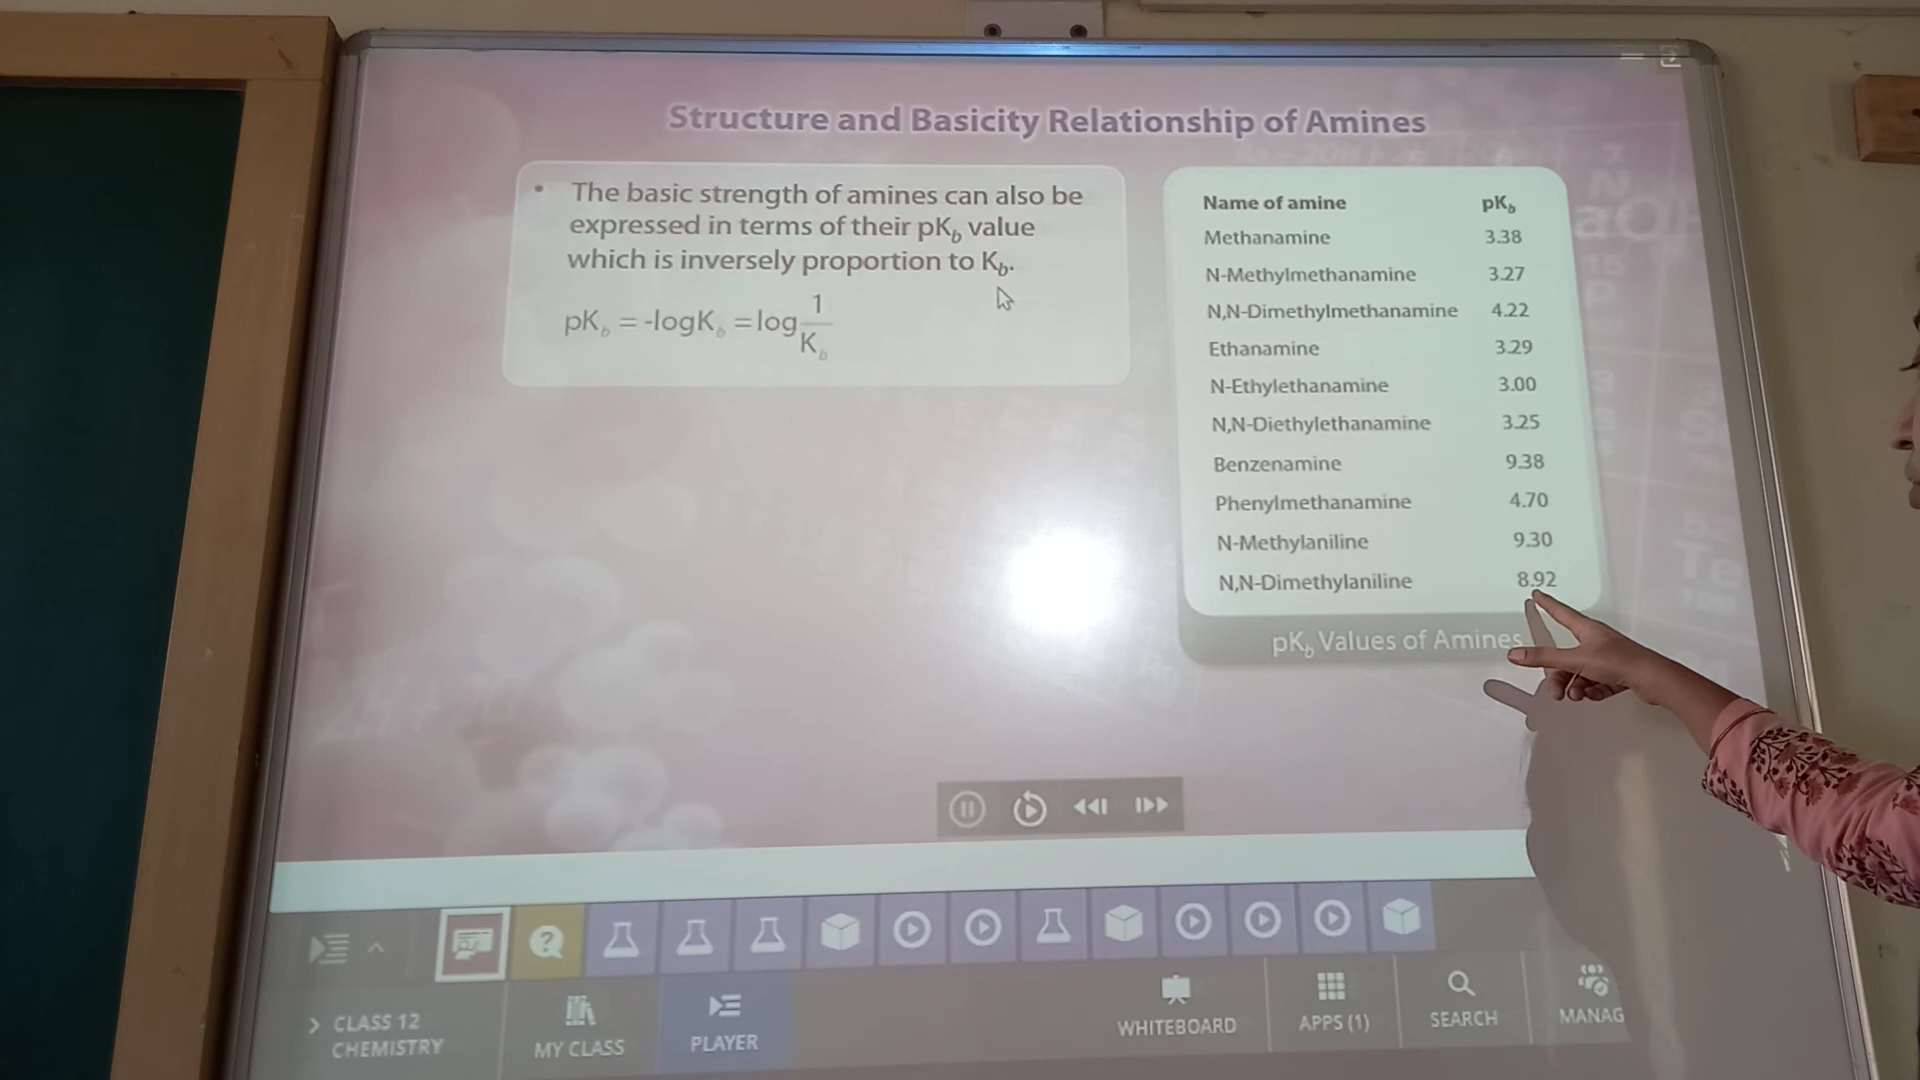 Structure and Basicity Relationship of Amines
• The basic strength of amines can also be
expressed in terms of their pK_b value
which is inversely proportion to K_b.
pK_b = -logK_b = log 1/K_b
Name of amine pK_b
Methanamine 3.38
N-Methylmethanamine 3.27
N,N-Dimethylmethanamine 4.22
Ethanamine 3.29
N-Ethylethanamine 3.00
N,N-Diethylethanamine 3.25
Benzenamine 9.38
Phenylmethanamine 4.70
N-Methylaniline 9.30
N,N-Dimethylaniline 8.92
pK_b Values of Amines
> CLASS 12
CHEMISTRY
MY CLASS
PLAYER
WHITEBOARD
APPS (1)
SEARCH
MANAG